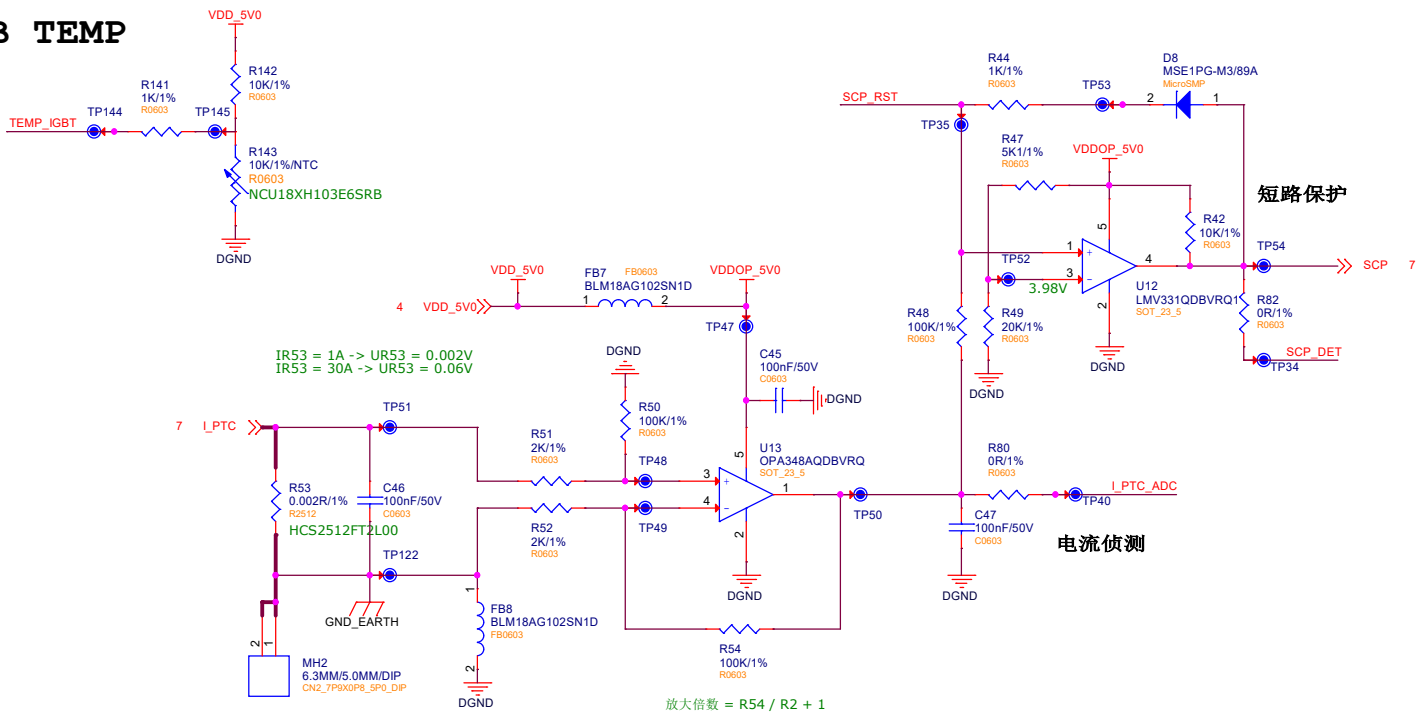 B TEMP
VDD_5V0
R142
10K/1%
R0603
R141
1K/1%
R0603
TP144
TP145
TEMP_IGBT
R143
10K/1%/NTC
R0603
NCU18XH103E6SRB
DGND
R44
1K/1%
R0603
D8
MSE1PG-M3/89A
MicroSMP
TP53
2
1
SCP_RST
TP35
R47
5K1/1%
R0603
VDDOP_5V0
短路保护
5
R42
10K/1%
R0603
TP52
1
3
+
−
4
TP54
SCP
7
3.98V
2
U12
LMV331QDBVRQ1
SOT_23_5
R82
0R/1%
R0603
R48
100K/1%
R0603
R49
20K/1%
R0603
SCP_DET
TP34
DGND
DGND
VDD_5V0
FB7
FB0603
BLM18AG102SN1D
VDDOP_5V0
4
VDD_5V0
1
2
TP47
IR53 = 1A -> UR53 = 0.002V
IR53 = 30A -> UR53 = 0.06V
DGND
C45
100nF/50V
C0603
DGND
7
I_PTC
TP51
R50
100K/1%
R0603
R51
2K/1%
R0603
TP48
5
U13
OPA348AQDBVRQ
SOT_23_5
3
4
+
−
1
R80
0R/1%
R0603
I_PTC_ADC
TP40
R53
0.002R/1%
R2512
HCS2512FT2L00
C46
100nF/50V
C0603
R52
2K/1%
R0603
TP49
2
TP50
C47
100nF/50V
C0603
电流侦测
TP122
DGND
DGND
GND_EARTH
1
FB8
BLM18AG102SN1D
FB0603
2
DGND
2
1
MH2
6.3MM/5.0MM/DIP
CN2_7P9X0P8_5P0_DIP
R54
100K/1%
R0603
放大倍数 = R54 / R2 + 1